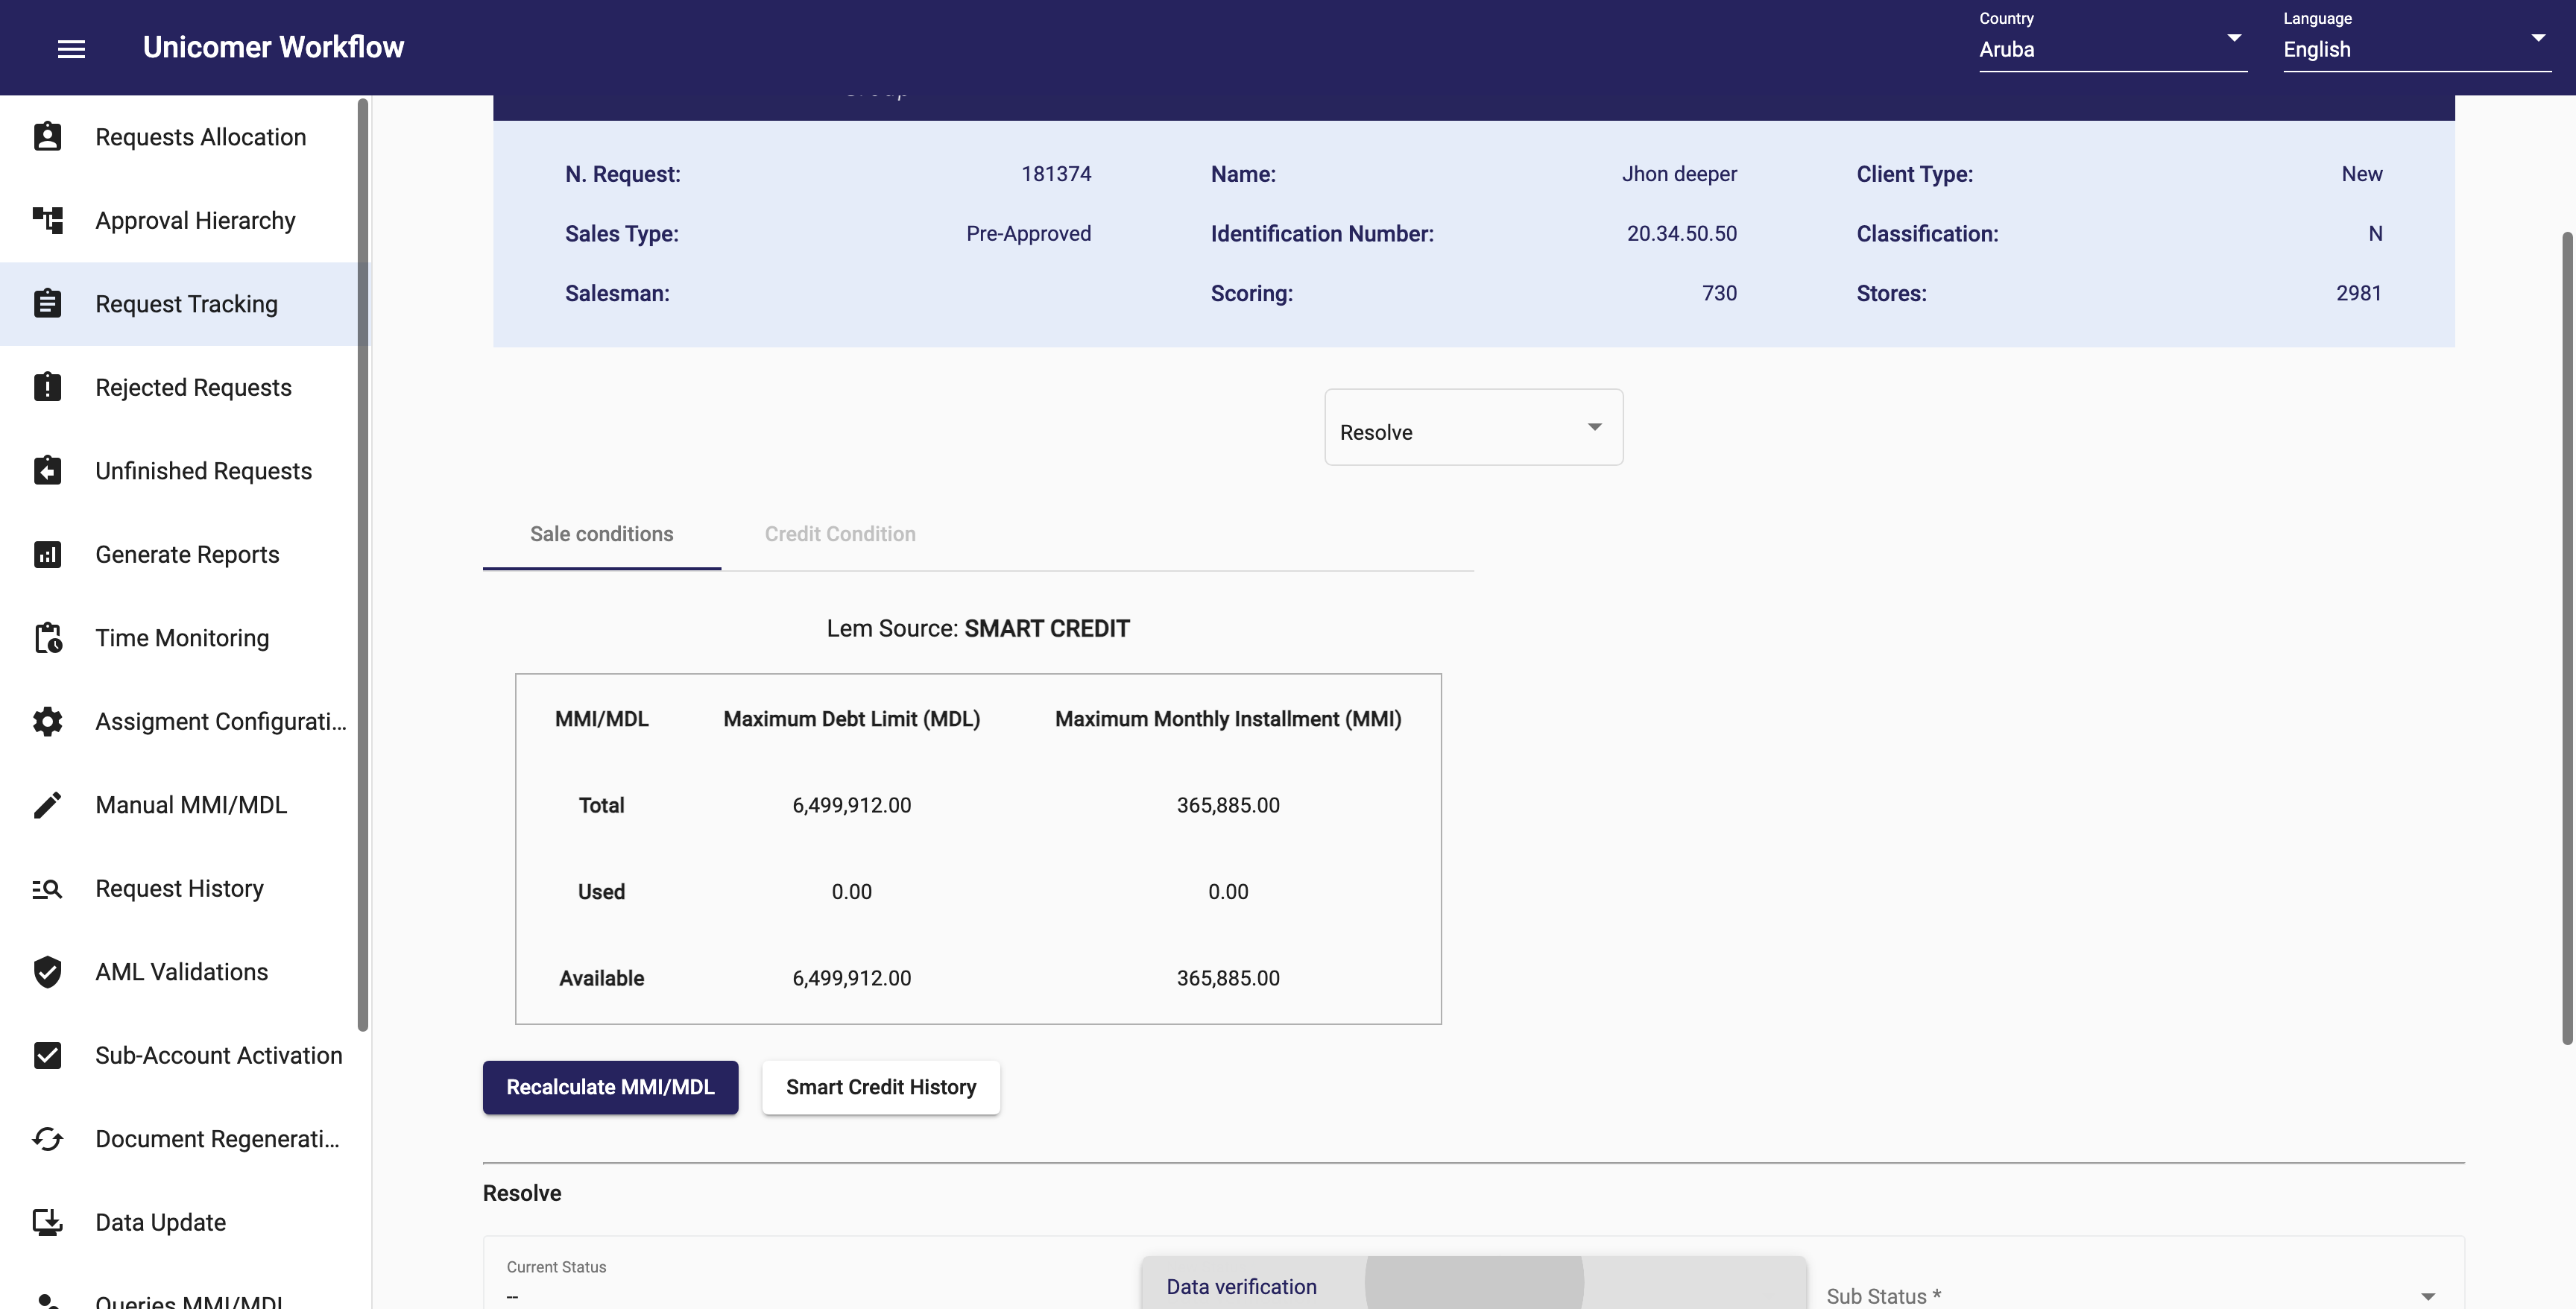 Unicomer Workflow
Country
Aruba
Language
English
Requests Allocation
Approval Hierarchy
Request Tracking
Rejected Requests
Unfinished Requests
Generate Reports
Time Monitoring
Assigment Configurati...
Manual MMI/MDL
Request History
AML Validations
Sub-Account Activation
Document Regenerati...
Data Update
Queries MMI/MDL
N. Request: 181374 Name: Jhon deeper Client Type: New
Sales Type: Pre-Approved Identification Number: 20.34.50.50 Classification: N
Salesman: Scoring: 730 Stores: 2981
Resolve
Sale conditions Credit Condition
Lem Source: SMART CREDIT
MMI/MDL Maximum Debt Limit (MDL) Maximum Monthly Installment (MMI)
Total 6,499,912.00 365,885.00
Used 0.00 0.00
Available 6,499,912.00 365,885.00
Recalculate MMI/MDL Smart Credit History
Resolve
Current Status
--
Data verification
Sub Status *